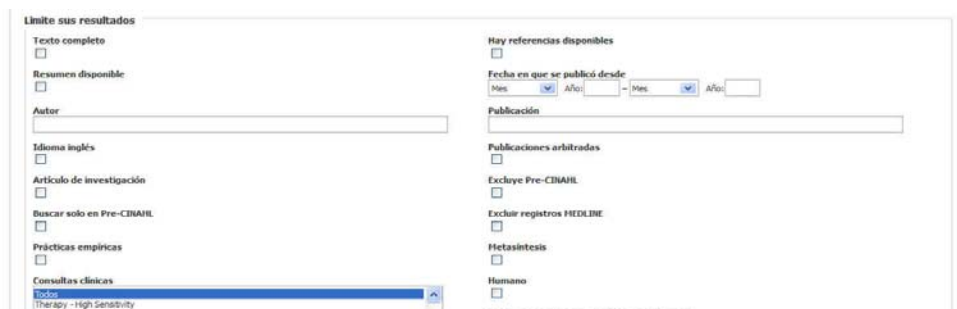 Limite sus resultados
Texto completo
Hay referencias disponibles
Resumen disponible
Fecha en que se publicó desde
Mes Año: – Mes Año:
Autor
Publicación
Idioma inglés
Publicaciones arbitradas
Artículo de investigación
Excluye Pre-CINAHL
Buscar solo en Pre-CINAHL
Excluir registros MEDLINE
Prácticas empíricas
Metasíntesis
Consultas clínicas
Humano
Todos
Therapy - High Sensitivity